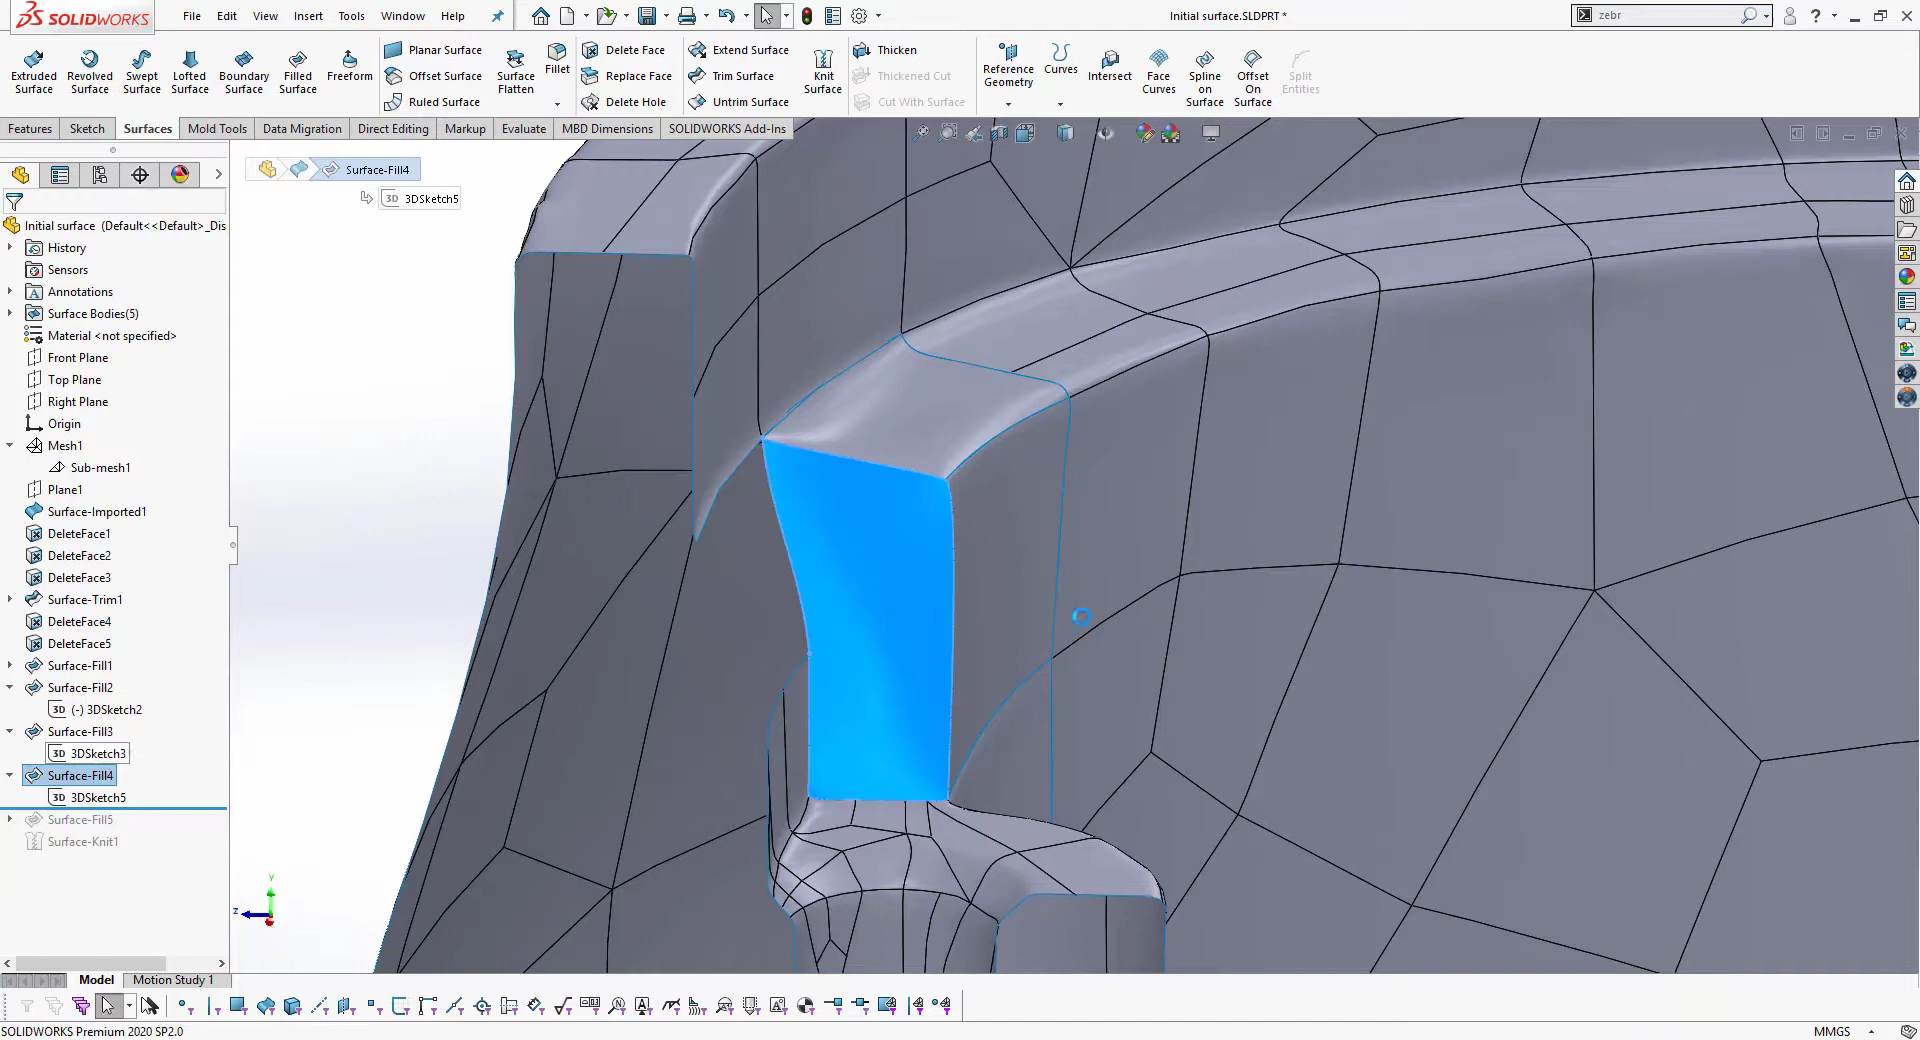 SOLIDWORKS
File Edit View Insert Tools Window Help
Initial surface.SLDPRT *
zebr
Extruded Surface
Revolved Surface
Swept Surface
Lofted Surface
Boundary Surface
Filled Surface
Freeform
Planar Surface
Offset Surface
Ruled Surface
Surface Flatten
Fillet
Delete Face
Replace Face
Delete Hole
Extend Surface
Trim Surface
Untrim Surface
Knit Surface
Thicken
Thickened Cut
Cut With Surface
Reference Geometry
Curves
Intersect
Face Curves
Spline on Surface
Offset On Surface
Split Entities
Features Sketch Surfaces Mold Tools Data Migration Direct Editing Markup Evaluate MBD Dimensions SOLIDWORKS Add-Ins
Surface-Fill4
3D 3DSketch5
Initial surface (Default<<Default>_Dis
History
Sensors
Annotations
Surface Bodies(5)
Material <not specified>
Front Plane
Top Plane
Right Plane
Origin
Mesh1
Sub-mesh1
Plane1
Surface-Imported1
DeleteFace1
DeleteFace2
DeleteFace3
Surface-Trim1
DeleteFace4
DeleteFace5
Surface-Fill1
Surface-Fill2
3D (-) 3DSketch2
Surface-Fill3
3D 3DSketch3
Surface-Fill4
3D 3DSketch5
Surface-Fill5
Surface-Knit1
Y
Z
Model Motion Study 1
SOLIDWORKS Premium 2020 SP2.0
MMGS